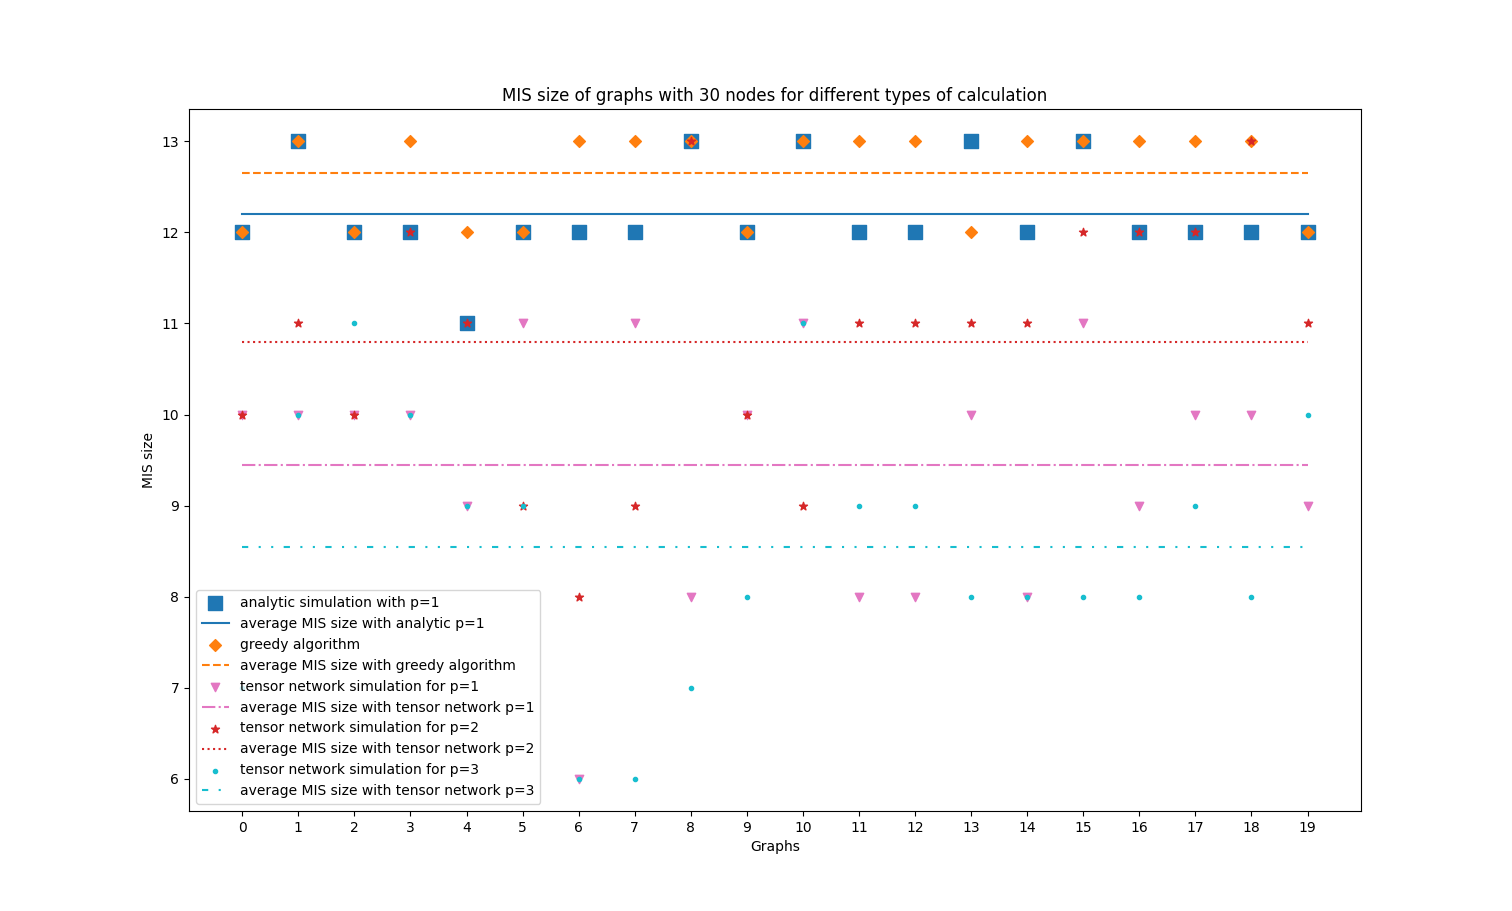 MIS size of graphs with 30 nodes for different types of calculation
13
12
11
10
9
8
7
6
MIS size
analytic simulation with p=1
average MIS size with analytic p=1
greedy algorithm
average MIS size with greedy algorithm
tensor network simulation for p=1
average MIS size with tensor network p=1
tensor network simulation for p=2
average MIS size with tensor network p=2
tensor network simulation for p=3
average MIS size with tensor network p=3
0 1 2 3 4 5 6 7 8 9 10 11 12 13 14 15 16 17 18 19
Graphs